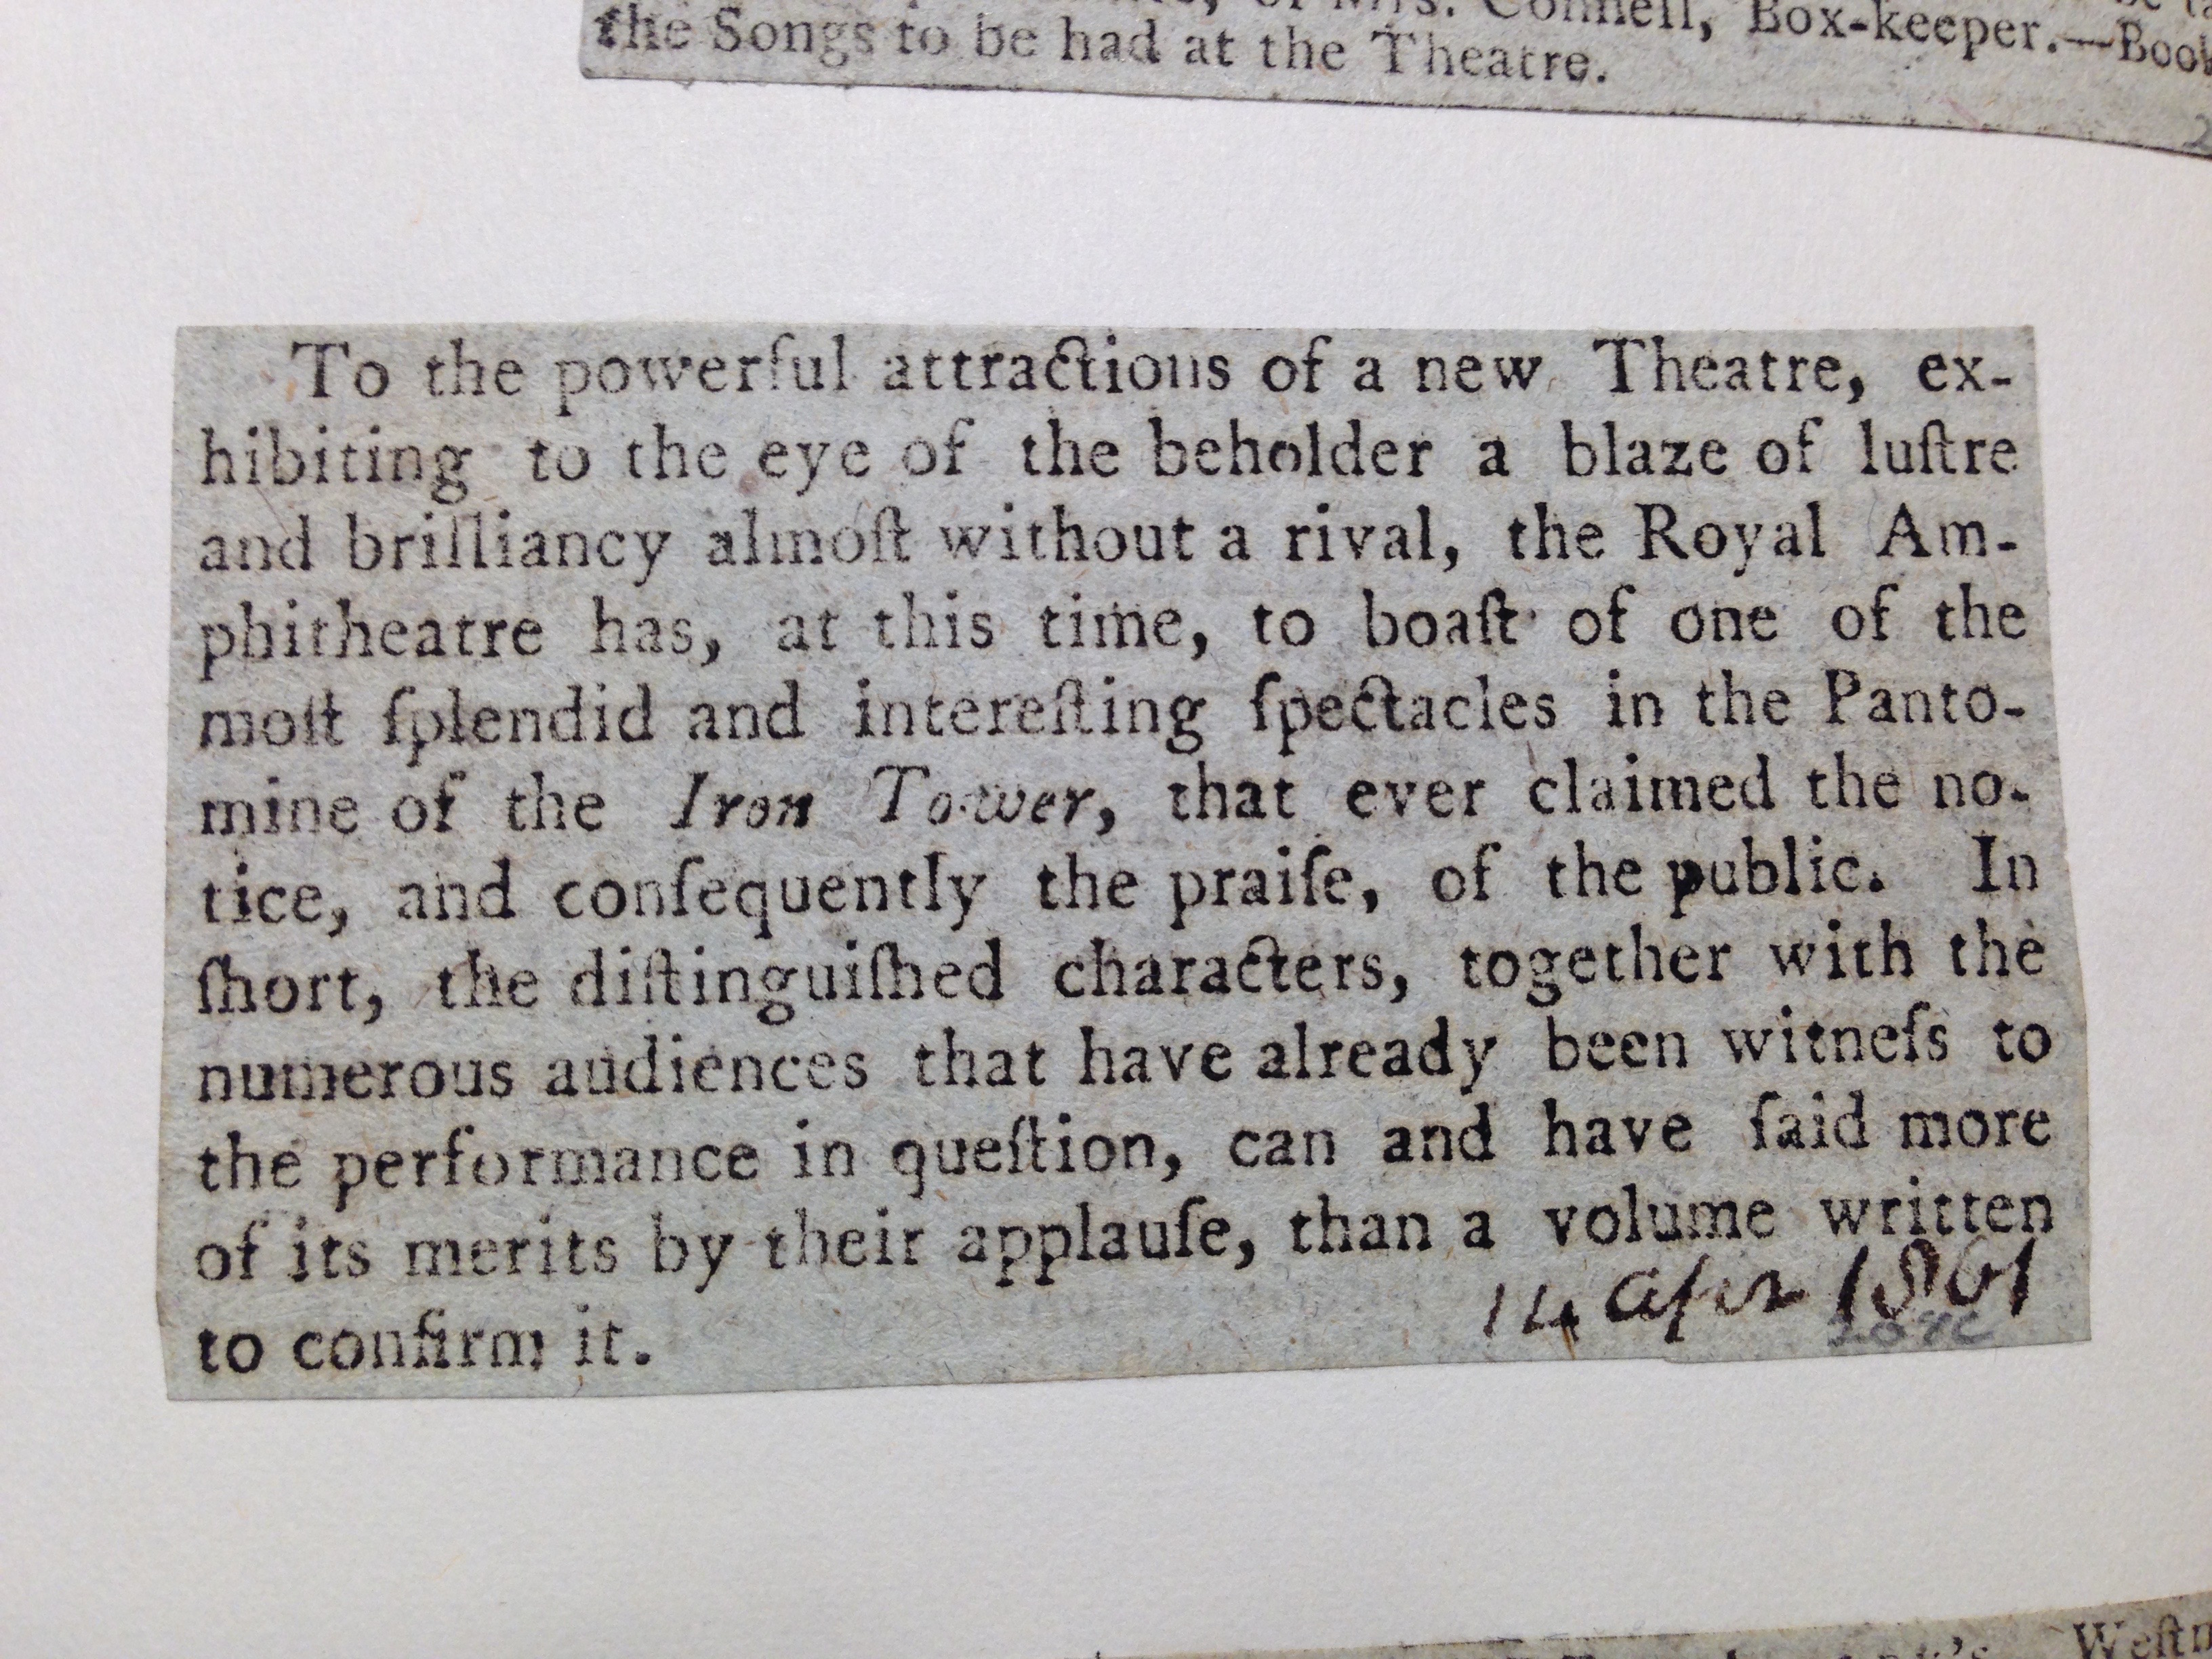 of Mrs. Connell, Box-keeper.—Book
the Songs to be had at the Theatre.
To the powerful attractions of a new Theatre, ex-
hibiting to the eye of the beholder a blaze of luſtre
and brilliancy almoſt without a rival, the Royal Am-
phitheatre has, at this time, to boaſt of one of the
moſt ſplendid and intereſting ſpectacles in the Panto-
mine of the Iron Tower, that ever claimed the no-
tice, and conſequently the praiſe, of the public. In
ſhort, the diſtinguiſhed characters, together with the
numerous audiences that have already been witneſs to
the performance in queſtion, can and have ſaid more
of its merits by their applauſe, than a volume written
to confirm it.
14 Apr 1801
Weſtm